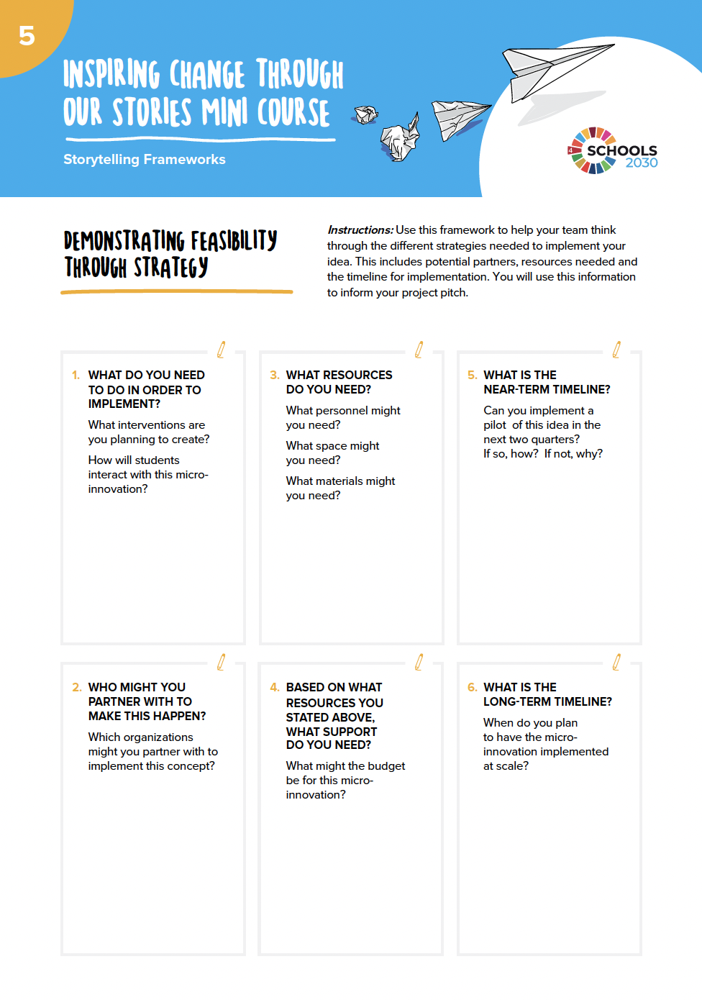 5
INSPIRING CHANGE THROUGH
OUR STORIES MINI COURSE
Storytelling Frameworks
4
SCHOOLS
2030
DEMONSTRATING FEASIBILITY
THROUGH STRATEGY
Instructions: Use this framework to help your team think
through the different strategies needed to implement your
idea. This includes potential partners, resources needed and
the timeline for implementation. You will use this information
to inform your project pitch.
1. WHAT DO YOU NEED
TO DO IN ORDER TO
IMPLEMENT?
What interventions are
you planning to create?
How will students
interact with this micro-
innovation?
2. WHO MIGHT YOU
PARTNER WITH TO
MAKE THIS HAPPEN?
Which organizations
might you partner with to
implement this concept?
3. WHAT RESOURCES
DO YOU NEED?
What personnel might
you need?
What space might
you need?
What materials might
you need?
4. BASED ON WHAT
RESOURCES YOU
STATED ABOVE,
WHAT SUPPORT
DO YOU NEED?
What might the budget
be for this micro-
innovation?
5. WHAT IS THE
NEAR-TERM TIMELINE?
Can you implement a
pilot  of this idea in the
next two quarters?
If so, how?  If not, why?
6. WHAT IS THE
LONG-TERM TIMELINE?
When do you plan
to have the micro-
innovation implemented
at scale?